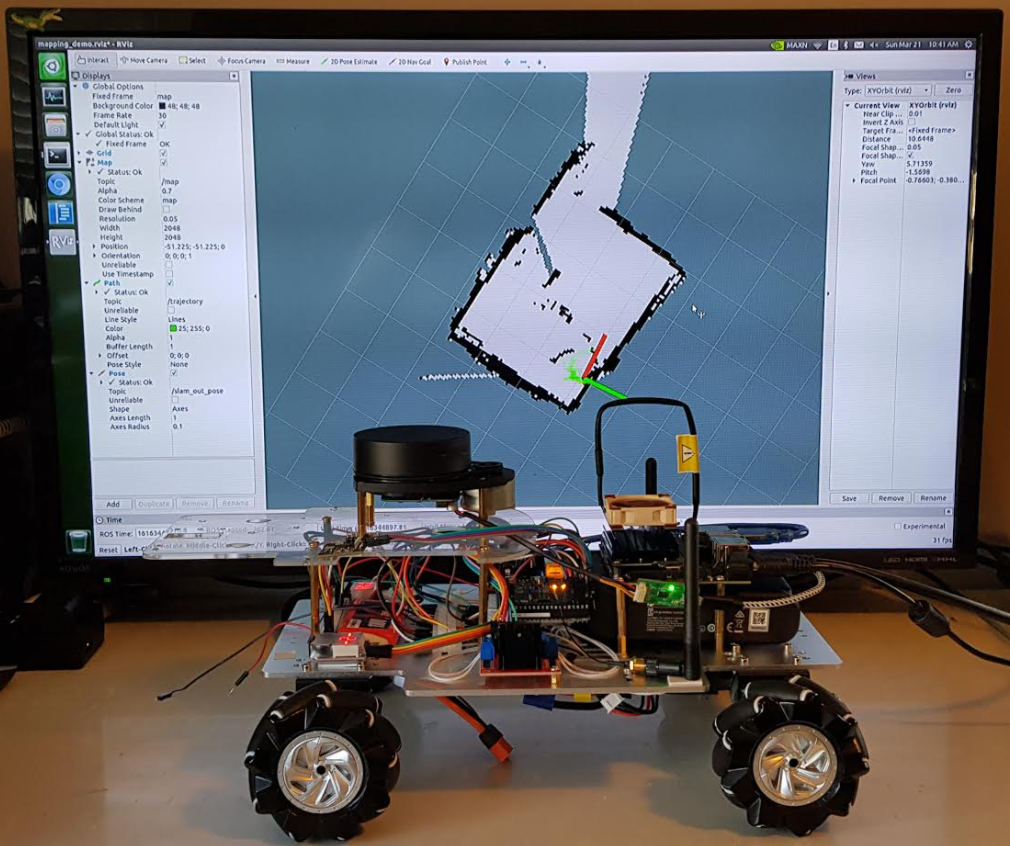 mapping_demo.rviz* - RViz
MAXN En Sun Mar 21 10:41 AM
Interact Move Camera Select Focus Camera Measure 2D Pose Estimate 2D Nav Goal Publish Point
Displays
Global Options
Fixed Frame map
Background Color 48; 48; 48
Frame Rate 30
Default Light
Global Status: Ok
Fixed Frame OK
Grid
Map
Status: Ok
Topic /map
Alpha 0.7
Color Scheme map
Draw Behind
Resolution 0.05
Width 2048
Height 2048
Position -51.225; -51.225; 0
Orientation 0; 0; 0; 1
Unreliable
Use Timestamp
Path
Status: Ok
Topic /trajectory
Unreliable
Line Style Lines
Color 25; 255; 0
Alpha 1
Buffer Length 1
Offset 0; 0; 0
Pose Style None
Pose
Status: Ok
Topic /slam_out_pose
Unreliable
Shape Axes
Axes Length 1
Axes Radius 0.1
Add Duplicate Remove Rename
Views
Type: XYOrbit (rviz) Zero
Current View XYOrbit (rviz)
Near Clip ... 0.01
Invert Z Axis
Target Fra... <Fixed Frame>
Distance 10.6448
Focal Shap... 0.05
Focal Shap...
Yaw 5.71359
Pitch -1.5698
Focal Point -0.76603; -0.380...
Save Remove Rename
Time
ROS Time:
Experimental
Reset
31 fps
RViz
HDMI